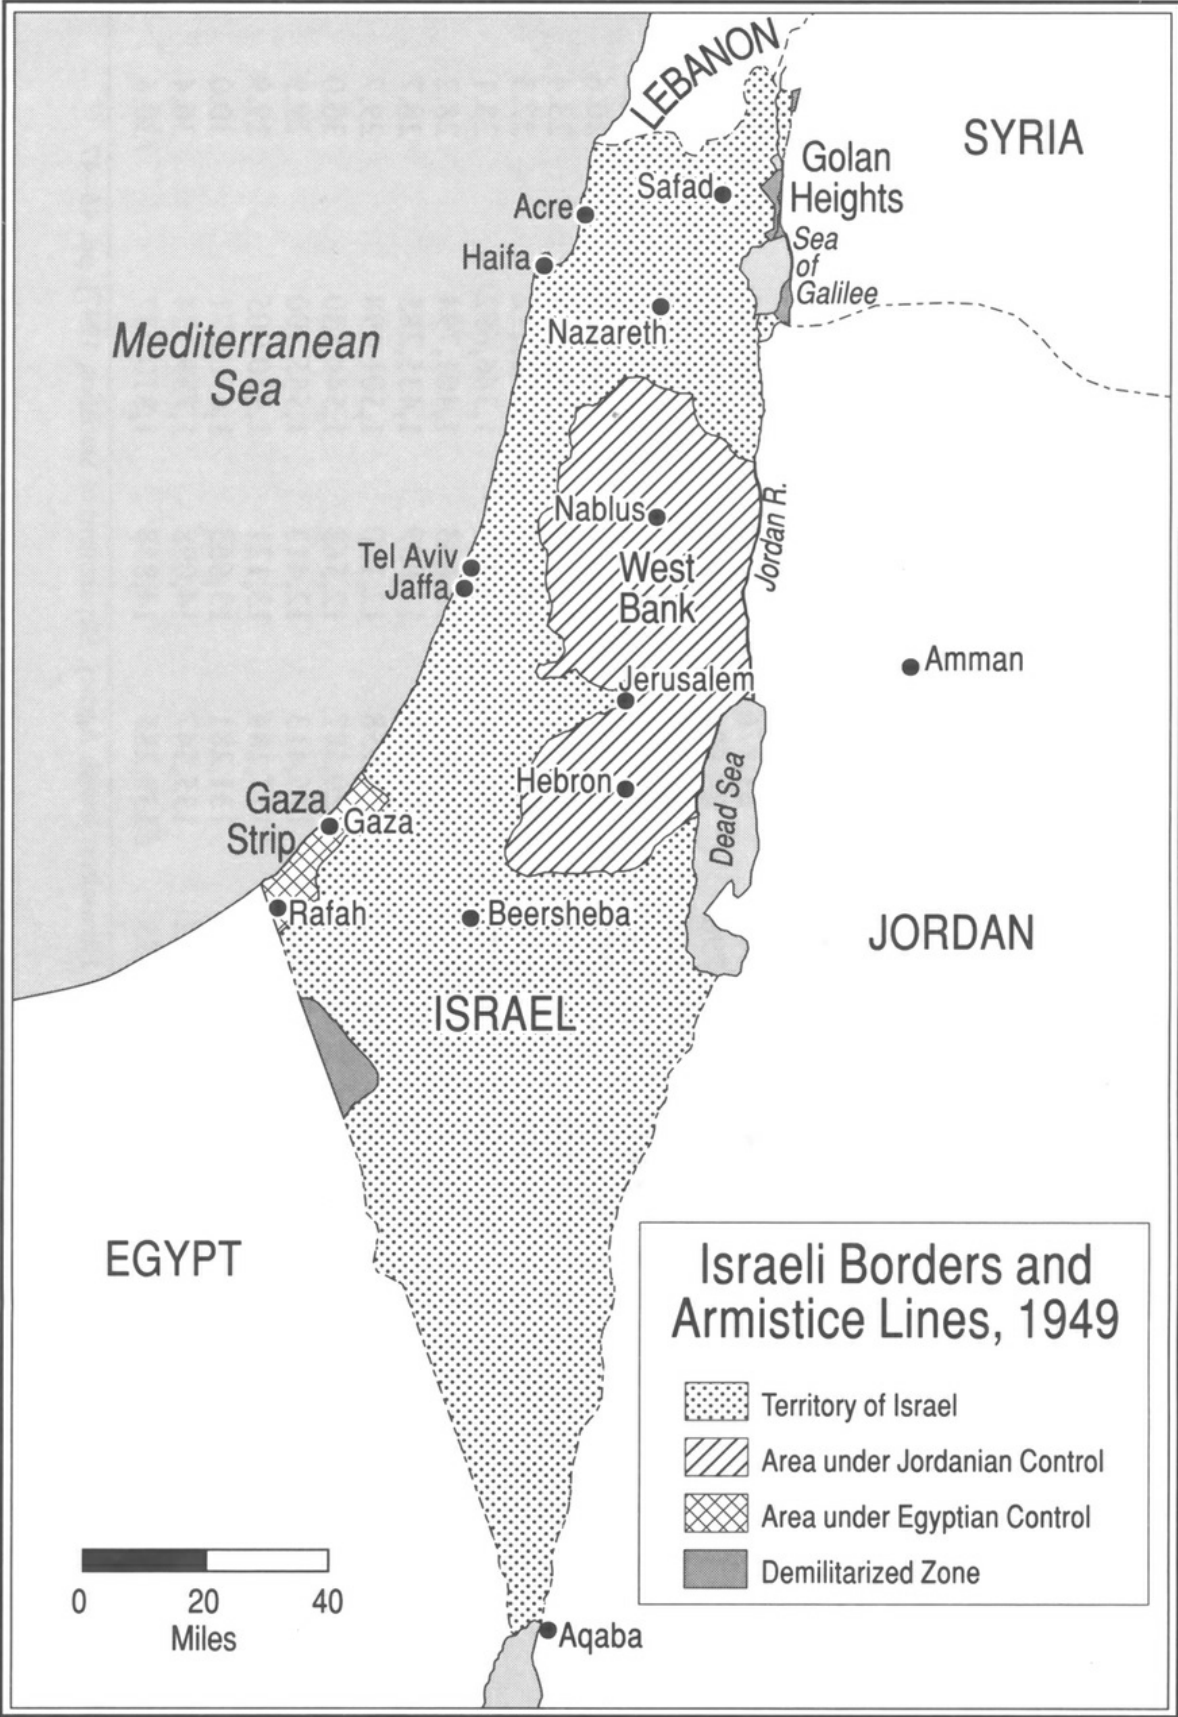 LEBANON
SYRIA
Golan
Heights
Safad
Acre
Sea
of
Galilee
Haifa
Nazareth
Mediterranean
Sea
Nablus
Jordan R.
Tel Aviv
Jaffa
West
Bank
Amman
Jerusalem
Hebron
Dead Sea
Gaza
Strip
Gaza
Rafah
Beersheba
JORDAN
ISRAEL
EGYPT
Israeli Borders and
Armistice Lines, 1949
Territory of Israel
Area under Jordanian Control
Area under Egyptian Control
Demilitarized Zone
0 20 40
Miles
Aqaba